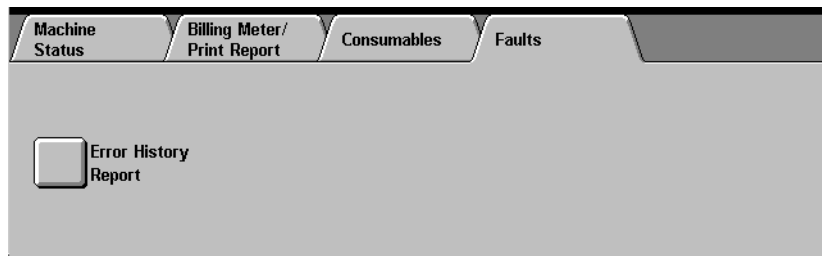 Machine
Status
Billing Meter/
Print Report
Consumables
Faults
Error History
Report